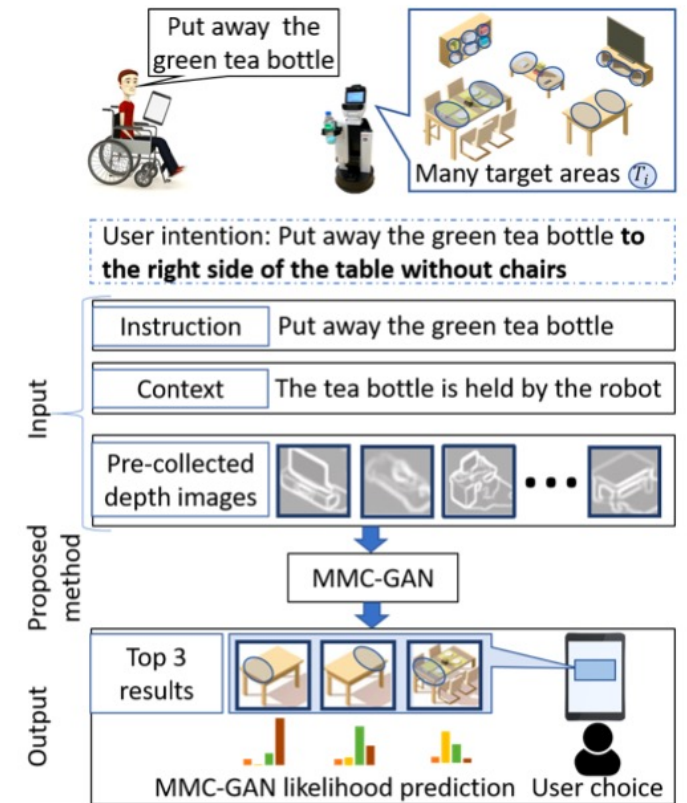 Put away the
green tea bottle
Many target areas Ti
User intention: Put away the green tea bottle to
the right side of the table without chairs
Input
Instruction
Put away the green tea bottle
Context
The tea bottle is held by the robot
Pre-collected
depth images
Proposed
method
MMC-GAN
Output
Top 3
results
MMC-GAN likelihood prediction
User choice